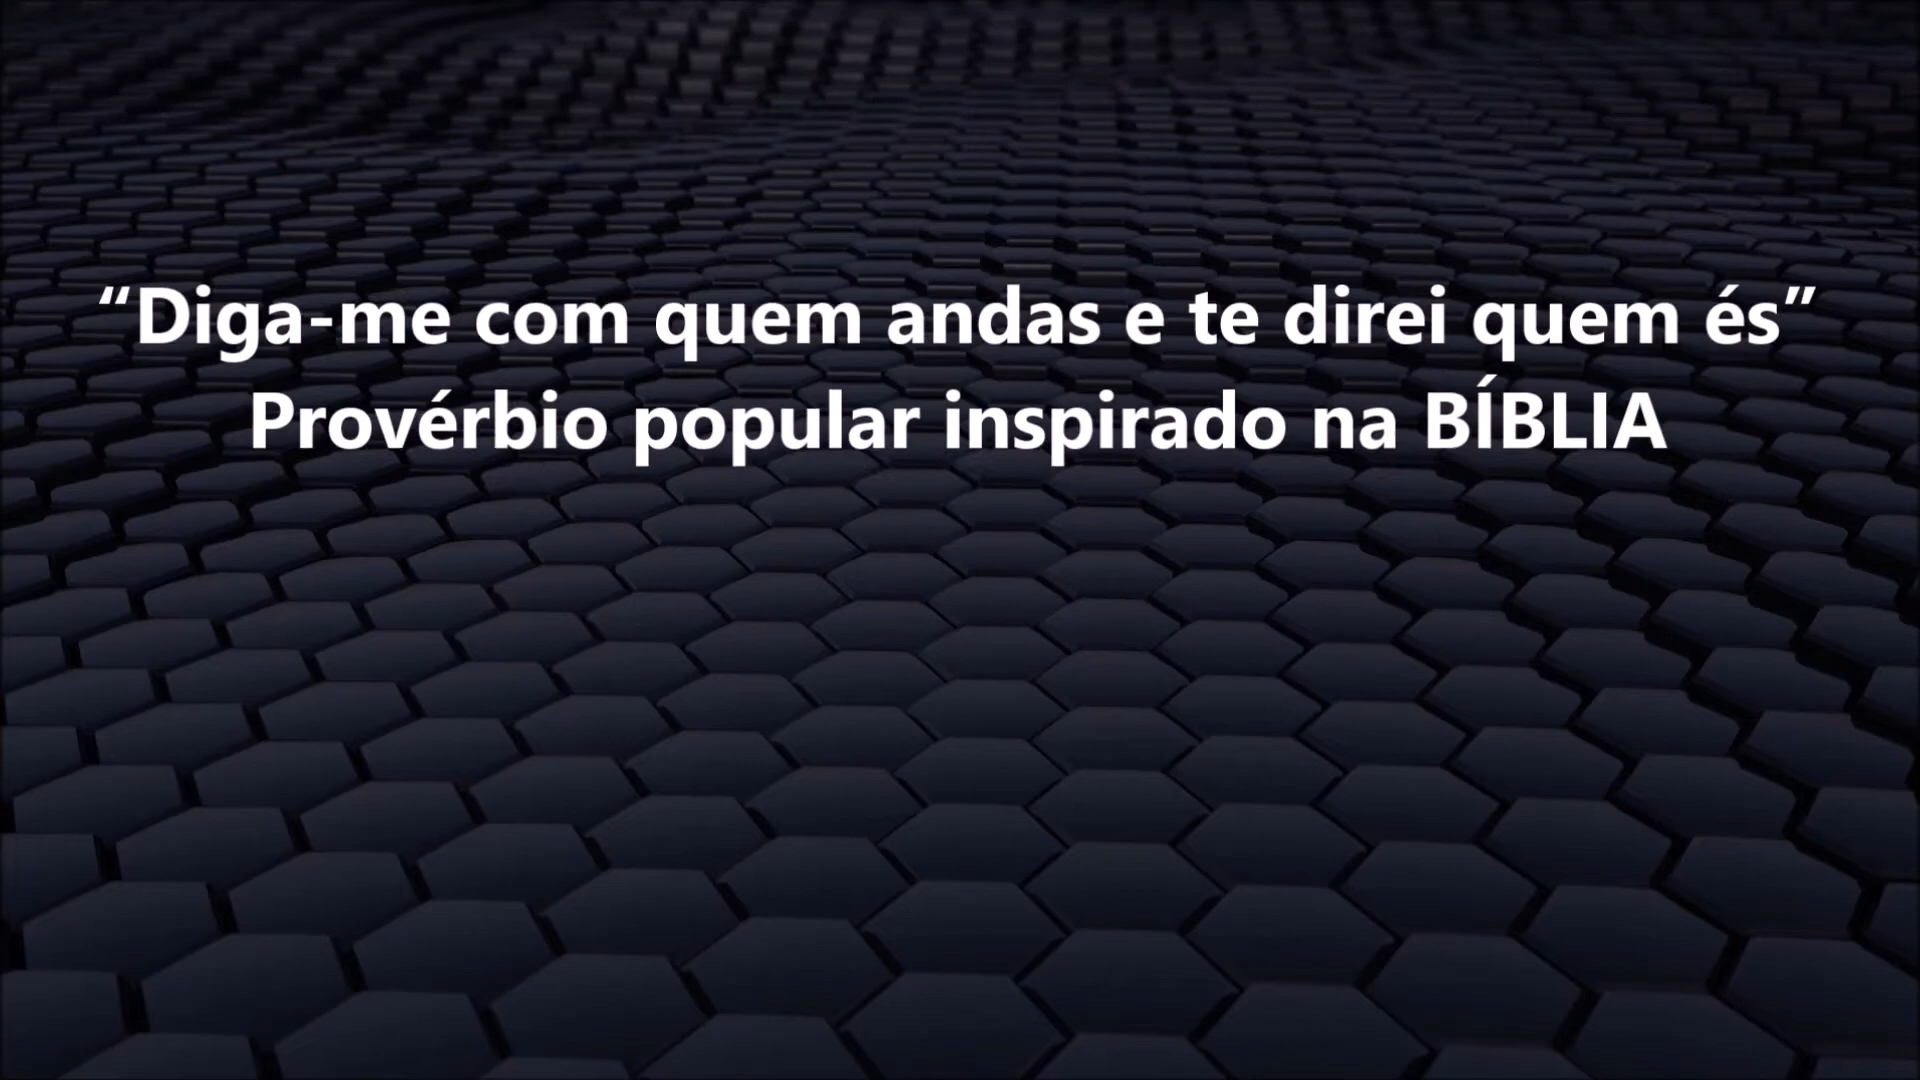 “Diga-me com quem andas e te direi quem és”
Provérbio popular inspirado na BÍBLIA